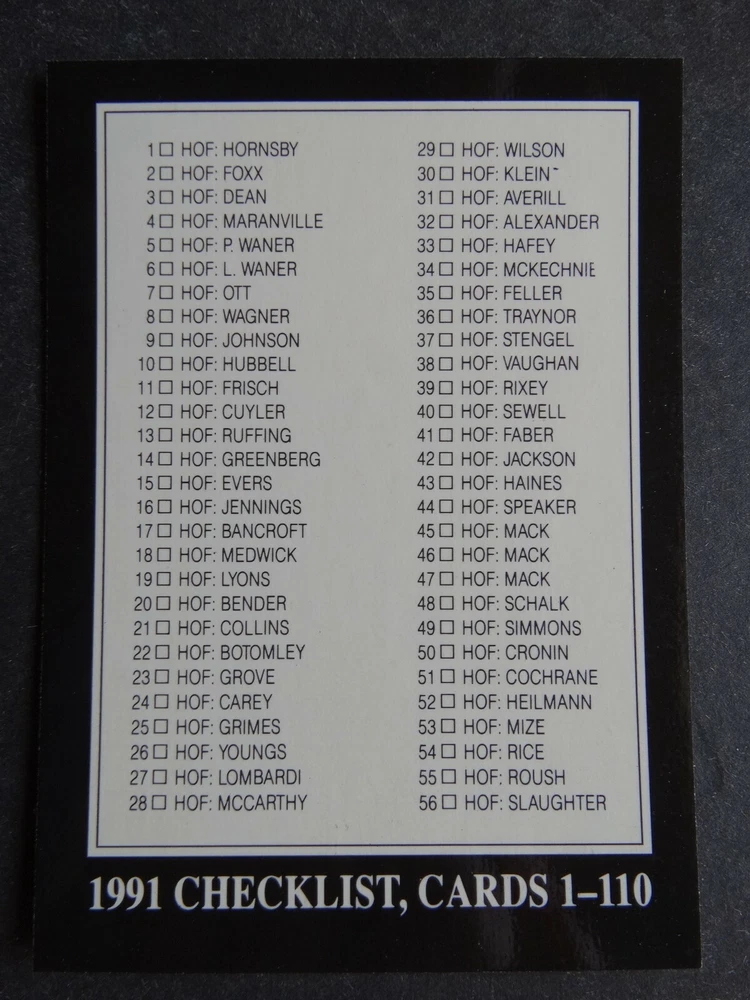 1 □ HOF: HORNSBY
2 □ HOF: FOXX
3 □ HOF: DEAN
4 □ HOF: MARANVILLE
5 □ HOF: P. WANER
6 □ HOF: L. WANER
7 □ HOF: OTT
8 □ HOF: WAGNER
9 □ HOF: JOHNSON
10 □ HOF: HUBBELL
11 □ HOF: FRISCH
12 □ HOF: CUYLER
13 □ HOF: RUFFING
14 □ HOF: GREENBERG
15 □ HOF: EVERS
16 □ HOF: JENNINGS
17 □ HOF: BANCROFT
18 □ HOF: MEDWICK
19 □ HOF: LYONS
20 □ HOF: BENDER
21 □ HOF: COLLINS
22 □ HOF: BOTOMLEY
23 □ HOF: GROVE
24 □ HOF: CAREY
25 □ HOF: GRIMES
26 □ HOF: YOUNGS
27 □ HOF: LOMBARDI
28 □ HOF: MCCARTHY
29 □ HOF: WILSON
30 □ HOF: KLEIN
31 □ HOF: AVERILL
32 □ HOF: ALEXANDER
33 □ HOF: HAFEY
34 □ HOF: MCKECHNIE
35 □ HOF: FELLER
36 □ HOF: TRAYNOR
37 □ HOF: STENGEL
38 □ HOF: VAUGHAN
39 □ HOF: RIXEY
40 □ HOF: SEWELL
41 □ HOF: FABER
42 □ HOF: JACKSON
43 □ HOF: HAINES
44 □ HOF: SPEAKER
45 □ HOF: MACK
46 □ HOF: MACK
47 □ HOF: MACK
48 □ HOF: SCHALK
49 □ HOF: SIMMONS
50 □ HOF: CRONIN
51 □ HOF: COCHRANE
52 □ HOF: HEILMANN
53 □ HOF: MIZE
54 □ HOF: RICE
55 □ HOF: ROUSH
56 □ HOF: SLAUGHTER
1991 CHECKLIST, CARDS 1–110